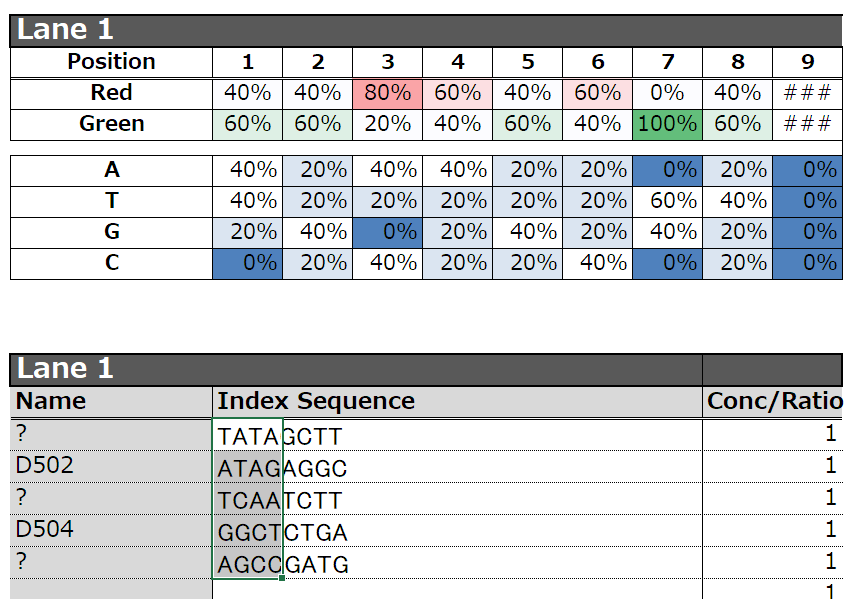 Lane 1
Position 1 2 3 4 5 6 7 8 9
Red 40% 40% 80% 60% 40% 60% 0% 40% ###
Green 60% 60% 20% 40% 60% 40% 100% 60% ###
A 40% 20% 40% 40% 20% 20% 0% 20% 0%
T 40% 20% 20% 20% 20% 20% 60% 40% 0%
G 20% 40% 0% 20% 40% 20% 40% 20% 0%
C 0% 20% 40% 20% 20% 40% 0% 20% 0%
Lane 1
Name Index Sequence Conc/Ratio
? TATAGCTT 1
D502 ATAGAGGC 1
? TCAATCTT 1
D504 GGCTCTGA 1
? AGCCGATG 1
1